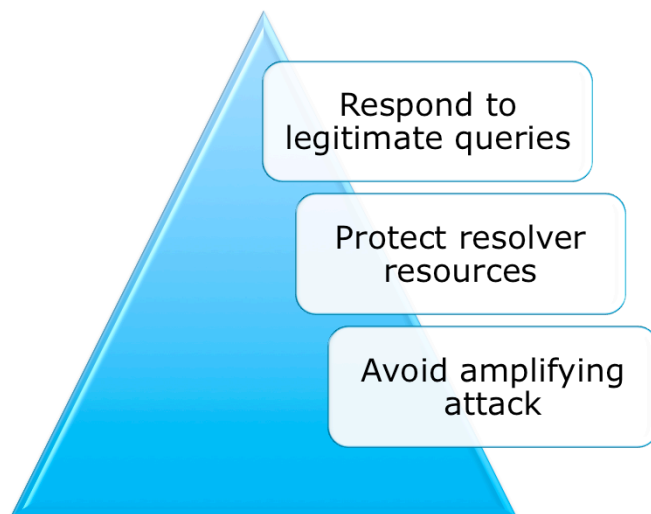 Respond to
legitimate queries
Protect resolver
resources
Avoid amplifying
attack